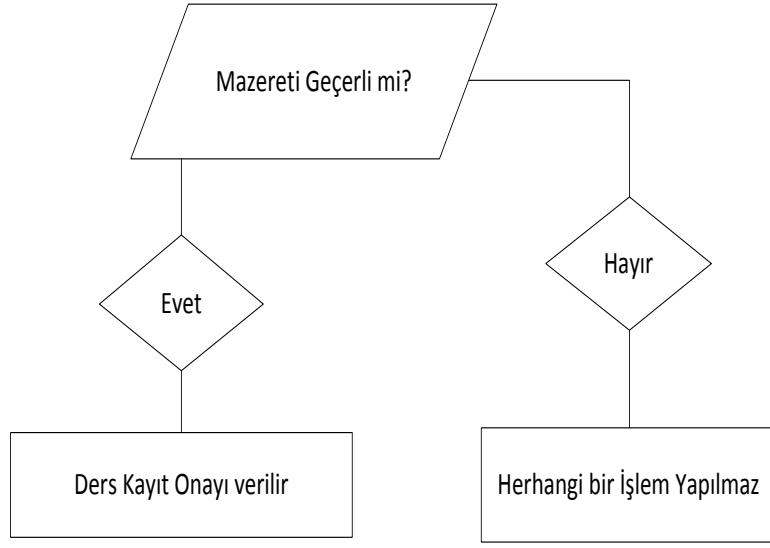 Mazereti Geçerli mi?
Evet
Hayır
Ders Kayıt Onayı verilir
Herhangi bir İşlem Yapılmaz